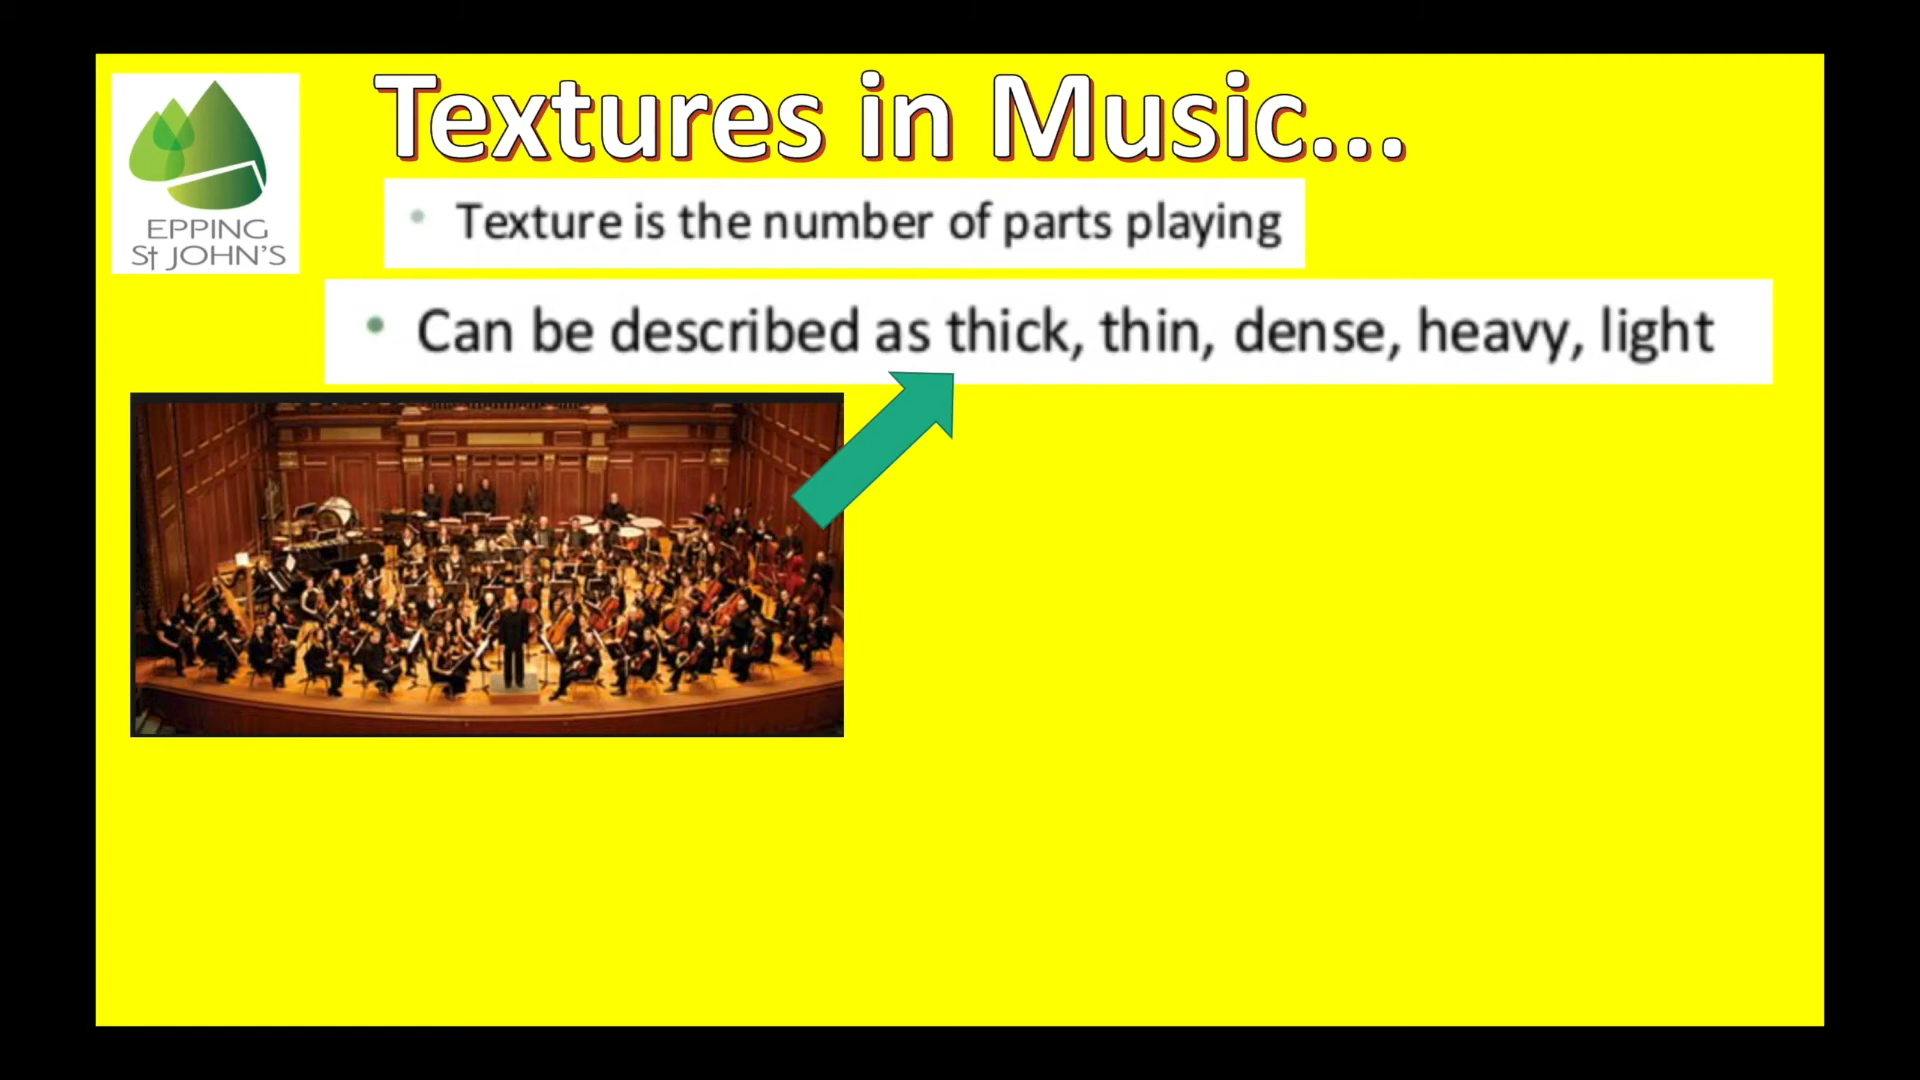 Textures in Music...
EPPING
St JOHN'S
• Texture is the number of parts playing
• Can be described as thick, thin, dense, heavy, light